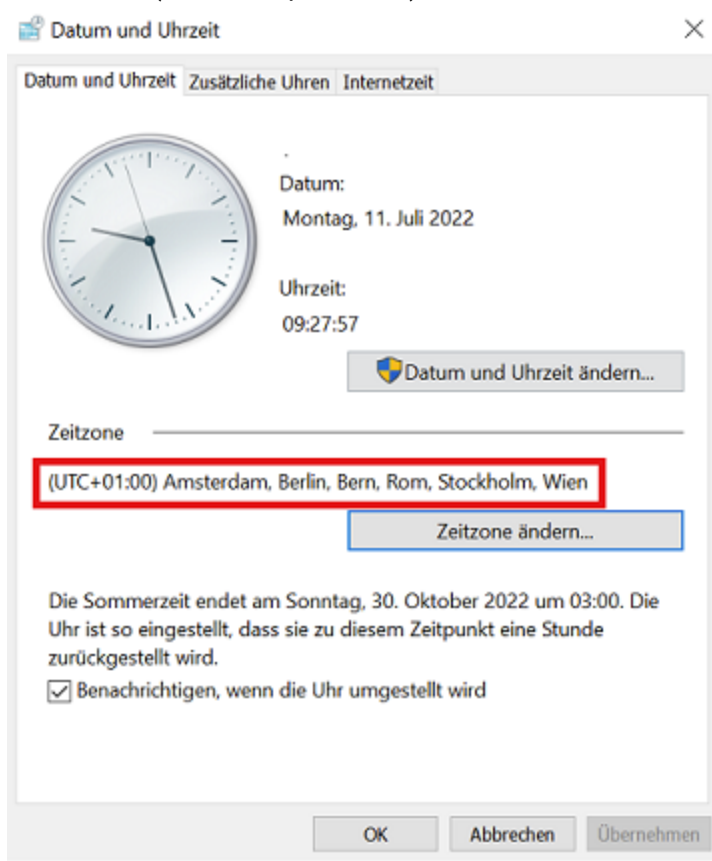 Datum und Uhrzeit
Datum und Uhrzeit Zusätzliche Uhren Internetzeit
Datum:
Montag, 11. Juli 2022
Uhrzeit:
09:27:57
Datum und Uhrzeit ändern...
Zeitzone
(UTC+01:00) Amsterdam, Berlin, Bern, Rom, Stockholm, Wien
Zeitzone ändern...
Die Sommerzeit endet am Sonntag, 30. Oktober 2022 um 03:00. Die
Uhr ist so eingestellt, dass sie zu diesem Zeitpunkt eine Stunde
zurückgestellt wird.
Benachrichtigen, wenn die Uhr umgestellt wird
OK Abbrechen Übernehmen